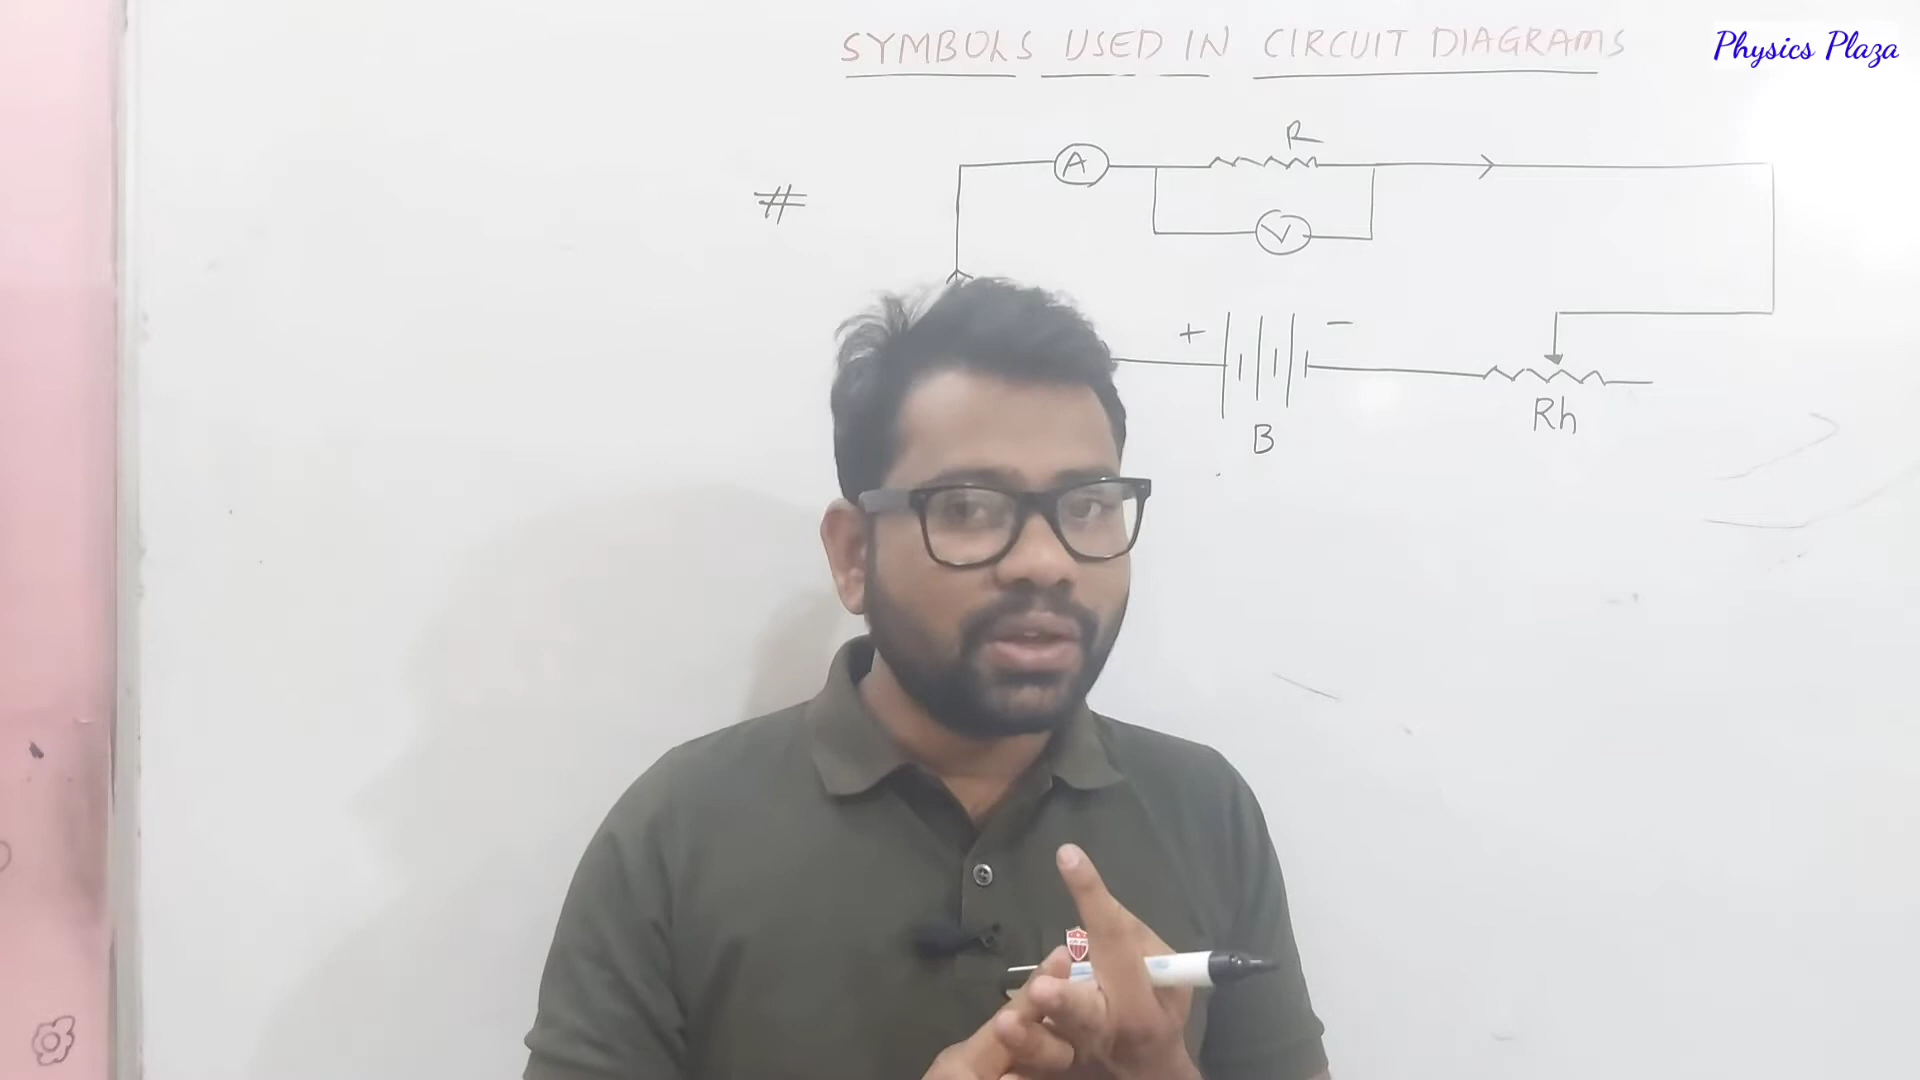 SYMBOLS USED IN CIRCUIT DIAGRAMS
Physics Plaza
#
A
R
V
+
−
B
Rh